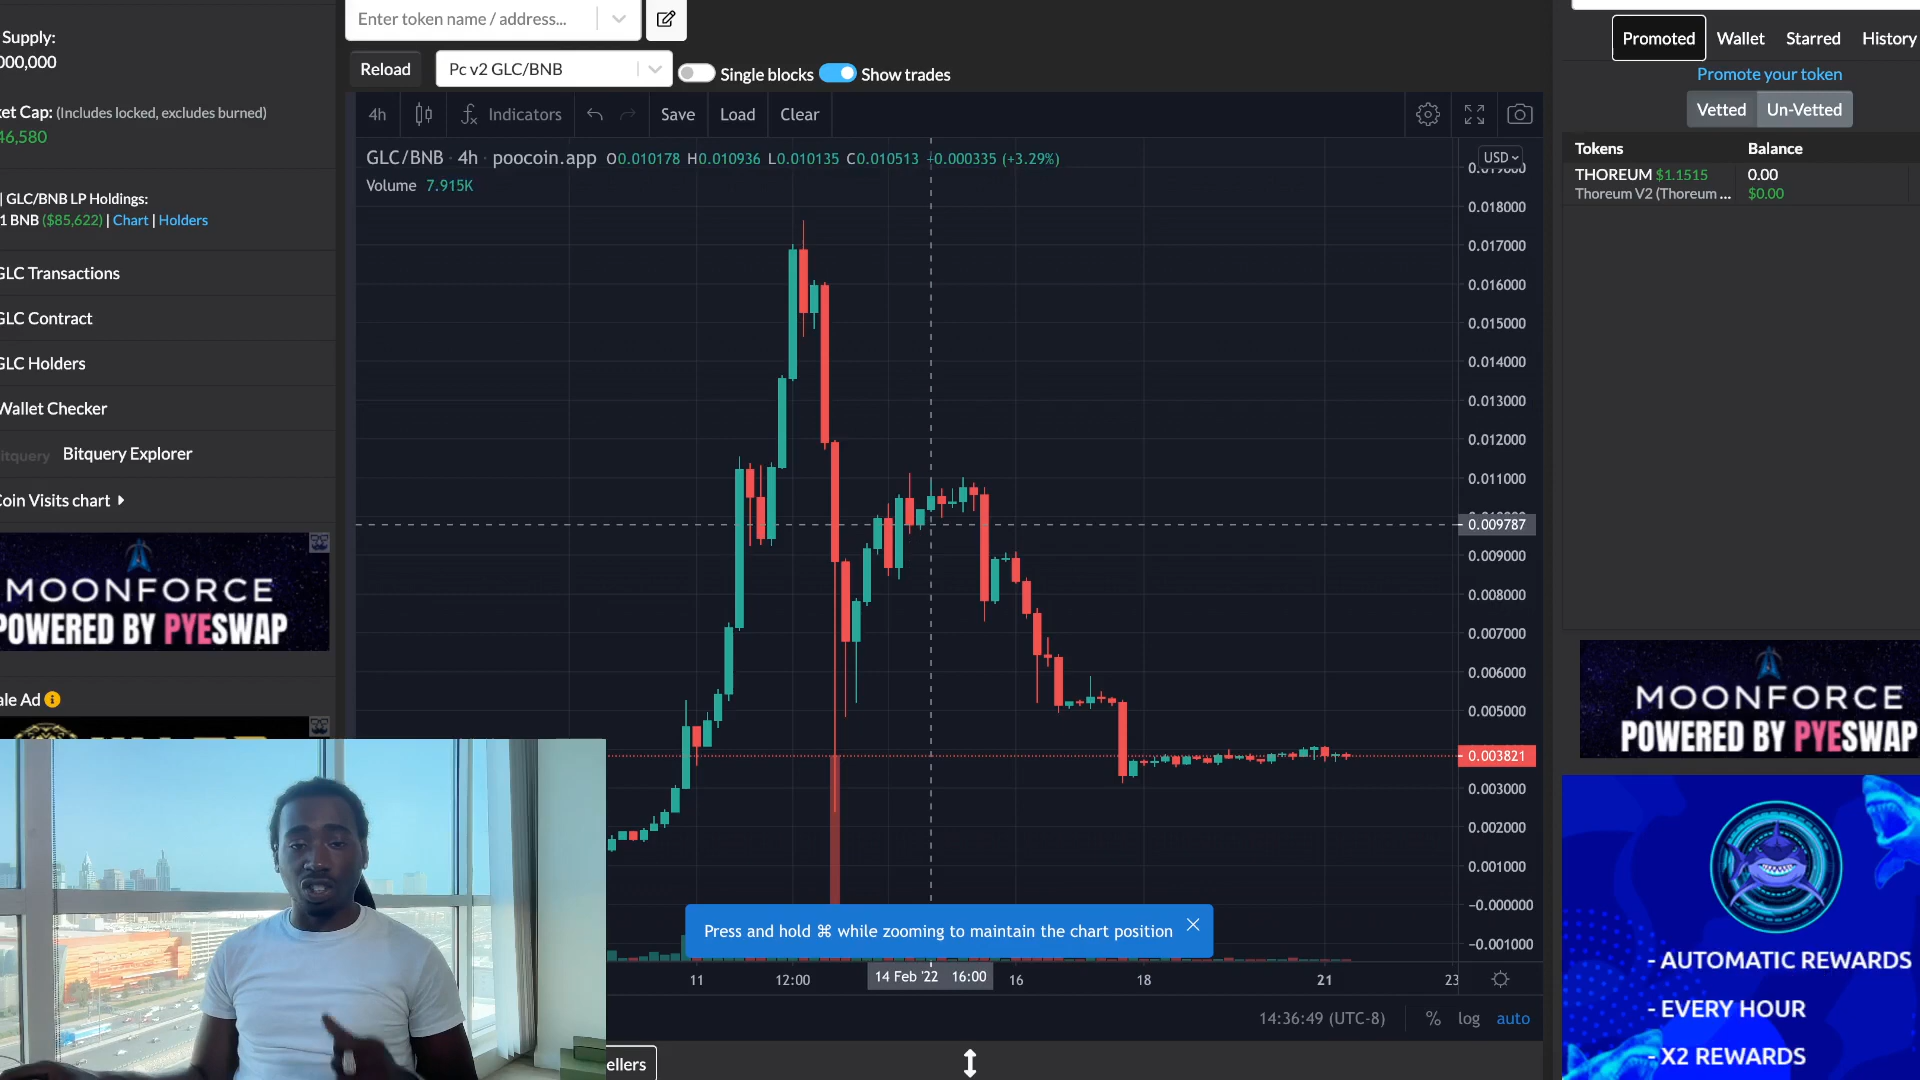 Supply:
000,000
ket Cap: (Includes locked, excludes burned)
46,580
| GLC/BNB LP Holdings:
1 BNB ($85,622) | Chart | Holders
GLC Transactions
GLC Contract
GLC Holders
Wallet Checker
itquery Bitquery Explorer
Coin Visits chart
MOONFORCE
POWERED BY PYESWAP
ale Ad
Enter token name / address...
Reload
Pc v2 GLC/BNB
Single blocks
Show trades
4h
Indicators
Save
Load
Clear
GLC/BNB · 4h · poocoin.app O0.010178 H0.010936 L0.010135 C0.010513 +0.000335 (+3.29%)
Volume 7.915K
USD
0.019000
0.018000
0.017000
0.016000
0.015000
0.014000
0.013000
0.012000
0.011000
0.009787
0.009000
0.008000
0.007000
0.006000
0.005000
0.003821
0.003000
0.002000
0.001000
−0.000000
−0.001000
Press and hold ⌘ while zooming to maintain the chart position
11
12:00
14 Feb '22 16:00
16
18
21
23
14:36:49 (UTC-8)
%
log
auto
ellers
Promoted
Wallet
Starred
History
Promote your token
Vetted
Un-Vetted
Tokens
Balance
THOREUM $1.1515
0.00
Thoreum V2 (Thoreum ...
$0.00
MOONFORCE
POWERED BY PYESWAP
- AUTOMATIC REWARDS
- EVERY HOUR
- X2 REWARDS